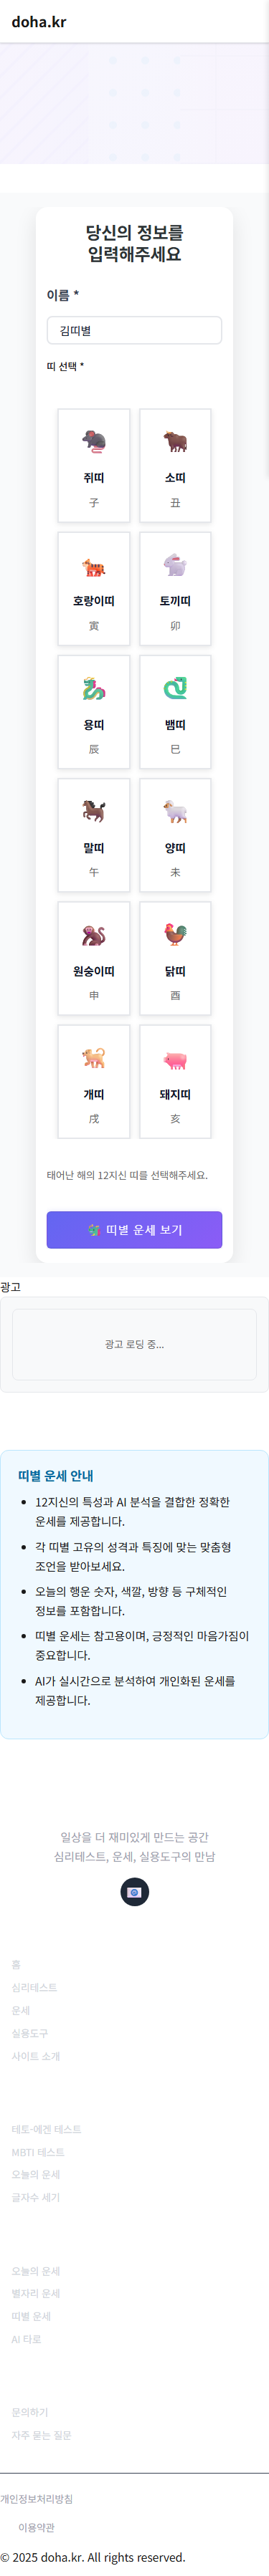 doha.kr
당신의 정보를
입력해주세요
이름 *
김띠별
띠 선택 *
쥐띠
子
소띠
丑
호랑이띠
寅
토끼띠
卯
용띠
辰
뱀띠
巳
말띠
午
양띠
未
원숭이띠
申
닭띠
酉
개띠
戌
돼지띠
亥
태어난 해의 12지신 띠를 선택해주세요.
띠별 운세 보기
광고
광고 로딩 중...
띠별 운세 안내
12지신의 특성과 AI 분석을 결합한 정확한
운세를 제공합니다.
각 띠별 고유의 성격과 특징에 맞는 맞춤형
조언을 받아보세요.
오늘의 행운 숫자, 색깔, 방향 등 구체적인
정보를 포함합니다.
띠별 운세는 참고용이며, 긍정적인 마음가짐이
중요합니다.
AI가 실시간으로 분석하여 개인화된 운세를
제공합니다.
일상을 더 재미있게 만드는 공간
심리테스트, 운세, 실용도구의 만남
홈
심리테스트
운세
실용도구
사이트 소개
테토-에겐 테스트
MBTI 테스트
오늘의 운세
글자수 세기
오늘의 운세
별자리 운세
띠별 운세
AI 타로
문의하기
자주 묻는 질문
개인정보처리방침
이용약관
© 2025 doha.kr. All rights reserved.